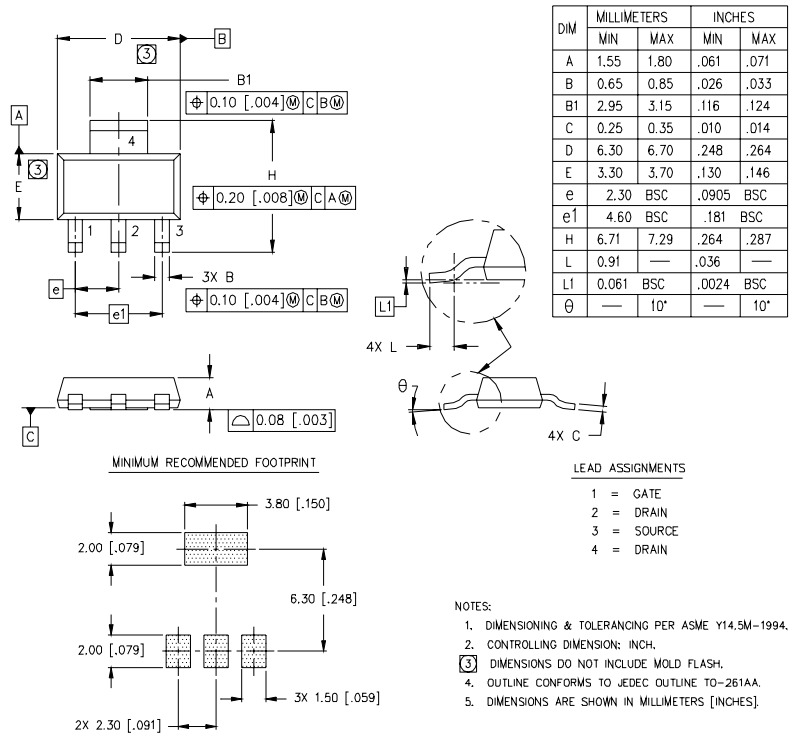 D
B
3
B1
⌖ 0.10 [.004]Ⓜ C BⓂ
A
4
3
E
H
⌖ 0.20 [.008]Ⓜ C AⓂ
1 2 3
3X B
e
⌖ 0.10 [.004]Ⓜ C BⓂ
e1
L1
4X L
A
θ
⌓ 0.08 [.003]
C
4X C
DIM MILLIMETERS INCHES
MIN MAX MIN MAX
A 1.55 1.80 .061 .071
B 0.65 0.85 .026 .033
B1 2.95 3.15 .116 .124
C 0.25 0.35 .010 .014
D 6.30 6.70 .248 .264
E 3.30 3.70 .130 .146
e 2.30 BSC .0905 BSC
e1 4.60 BSC .181 BSC
H 6.71 7.29 .264 .287
L 0.91 — .036 —
L1 0.061 BSC .0024 BSC
θ — 10° — 10°
MINIMUM RECOMMENDED FOOTPRINT
3.80 [.150]
2.00 [.079]
6.30 [.248]
2.00 [.079]
3X 1.50 [.059]
2X 2.30 [.091]
LEAD ASSIGNMENTS
1 = GATE
2 = DRAIN
3 = SOURCE
4 = DRAIN
NOTES:
1. DIMENSIONING & TOLERANCING PER ASME Y14.5M-1994.
2. CONTROLLING DIMENSION: INCH.
3 DIMENSIONS DO NOT INCLUDE MOLD FLASH.
4. OUTLINE CONFORMS TO JEDEC OUTLINE TO-261AA.
5. DIMENSIONS ARE SHOWN IN MILLIMETERS [INCHES].